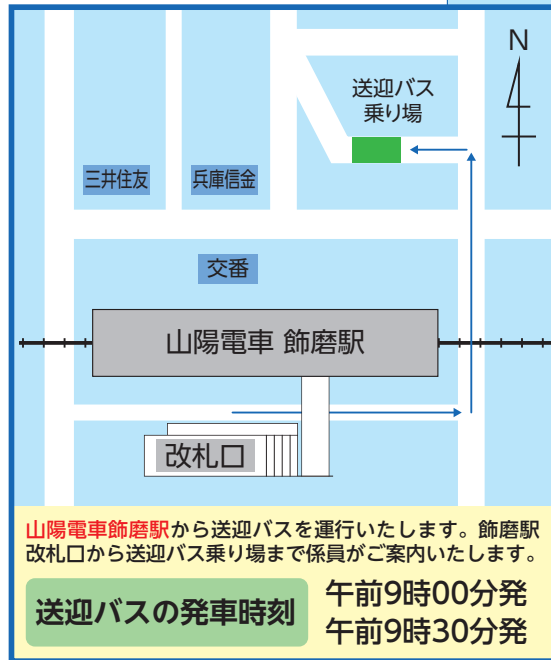 N
送迎バス
乗り場
三井住友
兵庫信金
交番
山陽電車 飾磨駅
改札口
山陽電車飾磨駅から送迎バスを運行いたします。飾磨駅
改札口から送迎バス乗り場まで係員がご案内いたします。
送迎バスの発車時刻
午前9時00分発
午前9時30分発